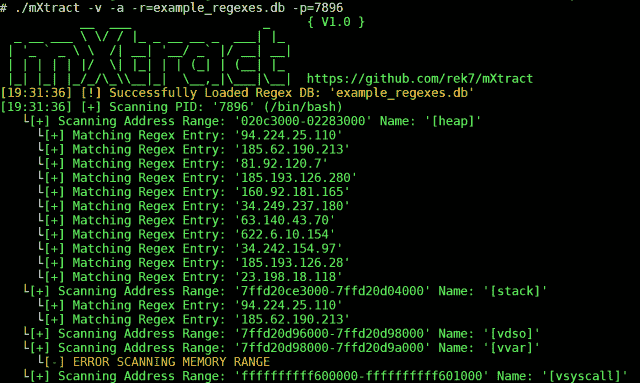 # ./mXtract -v -a -r=example_regexes.db -p=7896
{ V1.0 }
mXtract
https://github.com/rek7/mXtract
[19:31:36] [!] Successfully Loaded Regex DB: 'example_regexes.db'
[19:31:36] [+] Scanning PID: '7896' (/bin/bash)
└[+] Scanning Address Range: '020c3000-02283000' Name: '[heap]'
└[+] Matching Regex Entry: '94.224.25.110'
└[+] Matching Regex Entry: '185.62.190.213'
└[+] Matching Regex Entry: '81.92.120.7'
└[+] Matching Regex Entry: '185.193.126.280'
└[+] Matching Regex Entry: '160.92.181.165'
└[+] Matching Regex Entry: '34.249.237.180'
└[+] Matching Regex Entry: '63.140.43.70'
└[+] Matching Regex Entry: '622.6.10.154'
└[+] Matching Regex Entry: '34.242.154.97'
└[+] Matching Regex Entry: '185.193.126.28'
└[+] Matching Regex Entry: '23.198.18.118'
└[+] Scanning Address Range: '7ffd20ce3000-7ffd20d04000' Name: '[stack]'
└[+] Matching Regex Entry: '94.224.25.110'
└[+] Matching Regex Entry: '185.62.190.213'
└[+] Scanning Address Range: '7ffd20d96000-7ffd20d98000' Name: '[vdso]'
└[+] Scanning Address Range: '7ffd20d98000-7ffd20d9a000' Name: '[vvar]'
└[-] ERROR SCANNING MEMORY RANGE
└[+] Scanning Address Range: 'ffffffffff600000-ffffffffff601000' Name: '[vsyscall]'